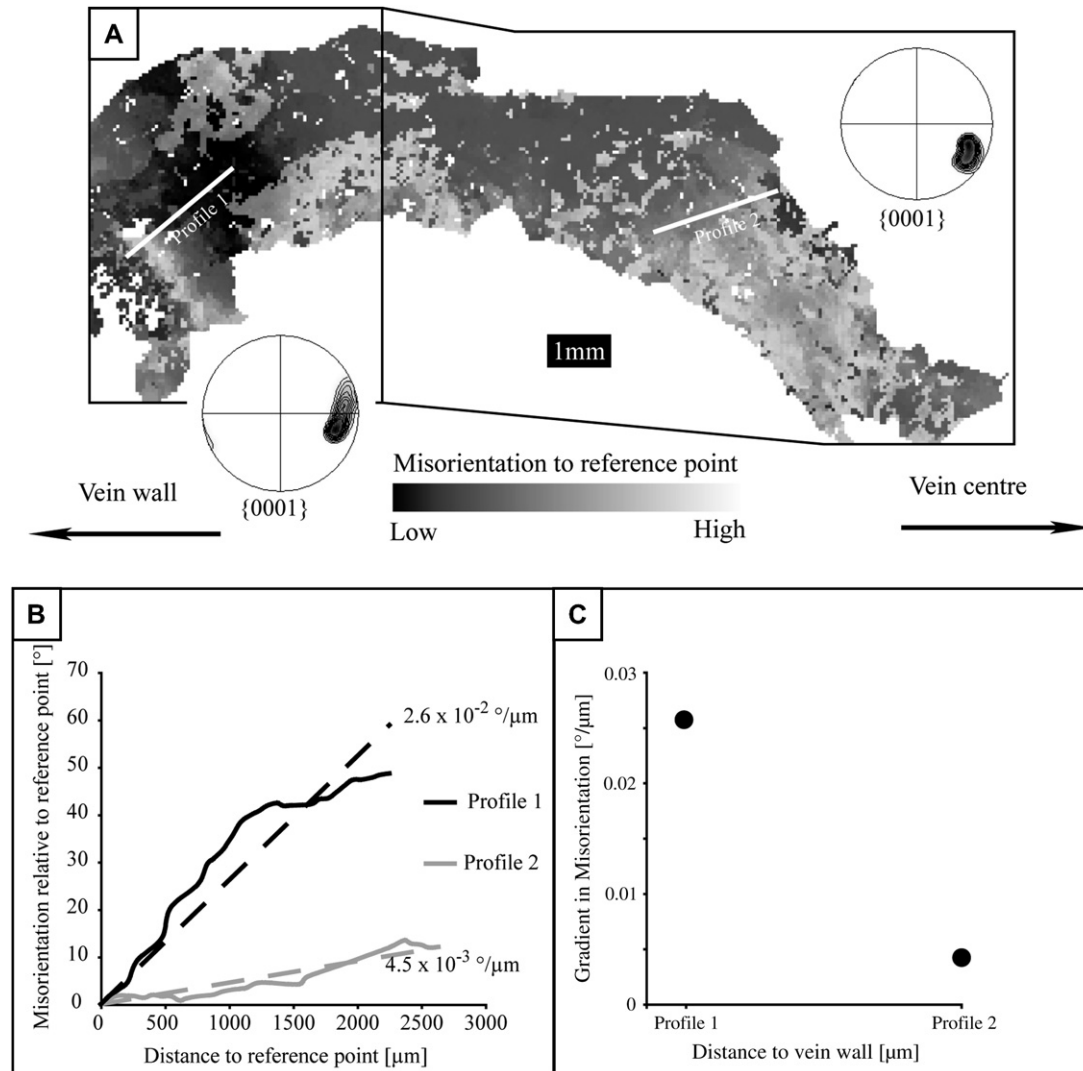 A
Profile 1
Profile 2
{0001}
1mm
{0001}
Misorientation to reference point
Low
High
Vein wall
Vein centre
B
Misorientation relative to reference point [°]
70
60
50
40
30
20
10
0
2.6 x 10-2 °/µm
Profile 1
Profile 2
4.5 x 10-3 °/µm
0
500
1000
1500
2000
2500
3000
Distance to reference point [µm]
C
Gradient in Misorientation [°/µm]
0.03
0.02
0.01
0
Profile 1
Profile 2
Distance to vein wall [µm]